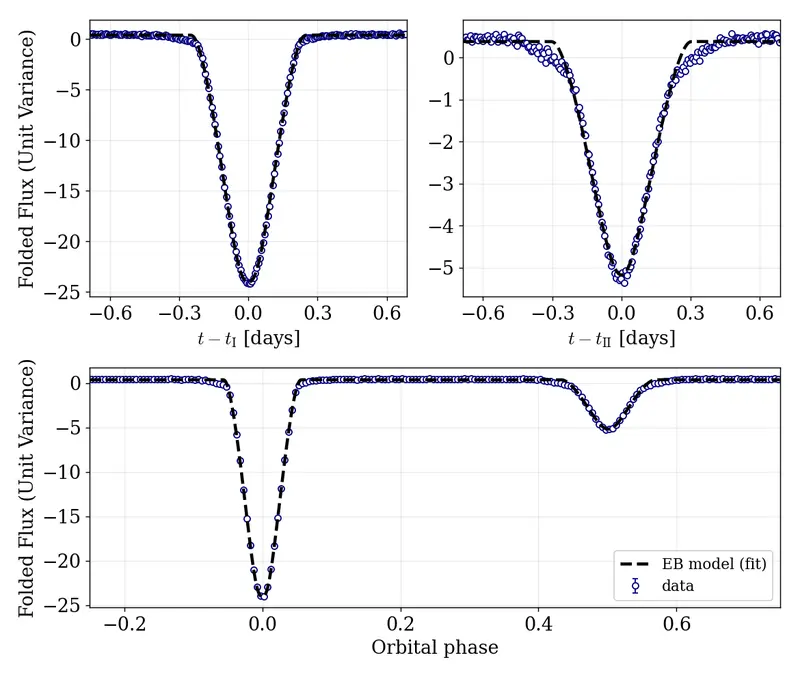 Folded Flux (Unit Variance)
0
−5
−10
−15
−20
−25
−0.6 −0.3 0.0 0.3 0.6
t − t_I [days]
0
−1
−2
−3
−4
−5
−0.6 −0.3 0.0 0.3 0.6
t − t_II [days]
Folded Flux (Unit Variance)
0
−5
−10
−15
−20
−25
−0.2 0.0 0.2 0.4 0.6
Orbital phase
EB model (fit)
data